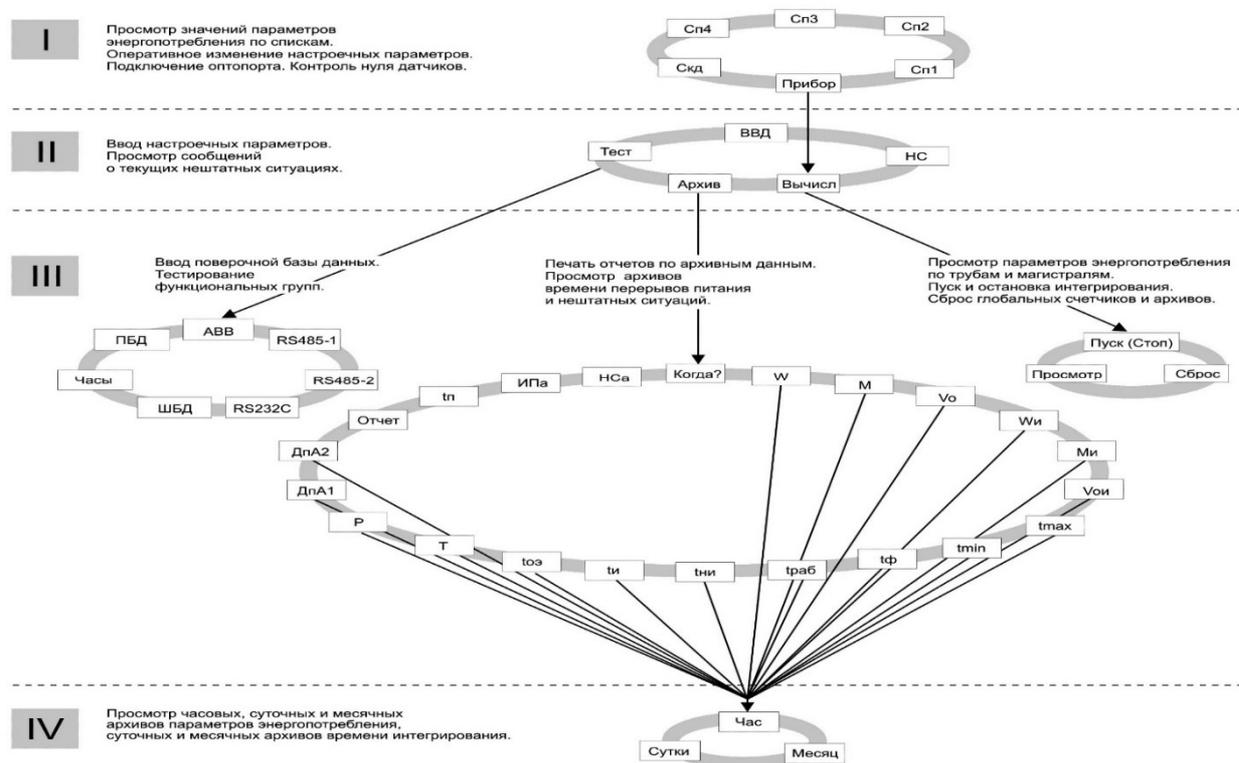 I
Просмотр значений параметров
энергопотребления по спискам.
Оперативное изменение настроечных параметров.
Подключение оптопорта. Контроль нуля датчиков.
Сп4
Сп3
Сп2
Скд
Прибор
Сп1
II
Ввод настроечных параметров.
Просмотр сообщений
о текущих нештатных ситуациях.
Тест
ВВД
НС
Архив
Вычисл
III
Ввод поверочной базы данных.
Тестирование
функциональных групп.
Печать отчетов по архивным данным.
Просмотр архивов
времени перерывов питания
и нештатных ситуаций.
Просмотр параметров энергопотребления
по трубам и магистралям.
Пуск и остановка интегрирования.
Сброс глобальных счетчиков и архивов.
ПБД
АВВ
RS485-1
Часы
RS485-2
ШБД
RS232C
Пуск (Стоп)
Просмотр
Сброс
Когда?
W
М
Vо
Wи
Ми
Vои
tmax
tmin
tф
tраб
tни
tи
tоэ
Т
Р
ДпА1
ДпА2
Отчет
tп
ИПа
НСа
IV
Просмотр часовых, суточных и месячных
архивов параметров энергопотребления,
суточных и месячных архивов времени интегрирования.
Час
Сутки
Месяц